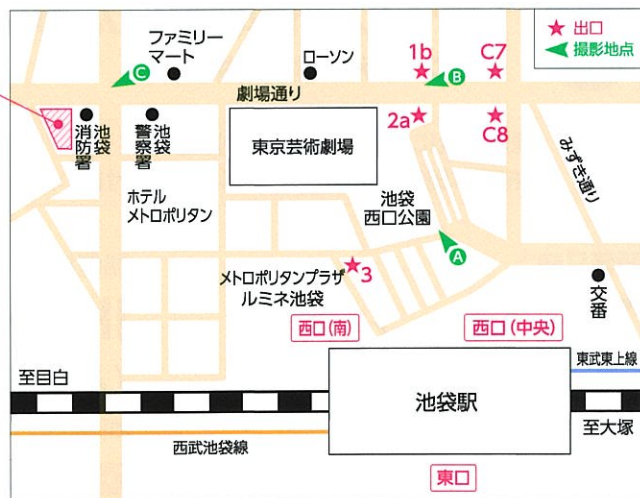 ★ 出口
撮影地点
ファミリー
マート
ローソン
1b
C7
C
B
劇場通り
池袋
消防署
池袋
警察署
東京芸術劇場
2a
C8
みずき通り
ホテル
メトロポリタン
池袋
西口公園
A
メトロポリタンプラザ
ルミネ池袋
3
交番
西口(南)
西口(中央)
東武東上線
至目白
池袋駅
至大塚
西武池袋線
東口